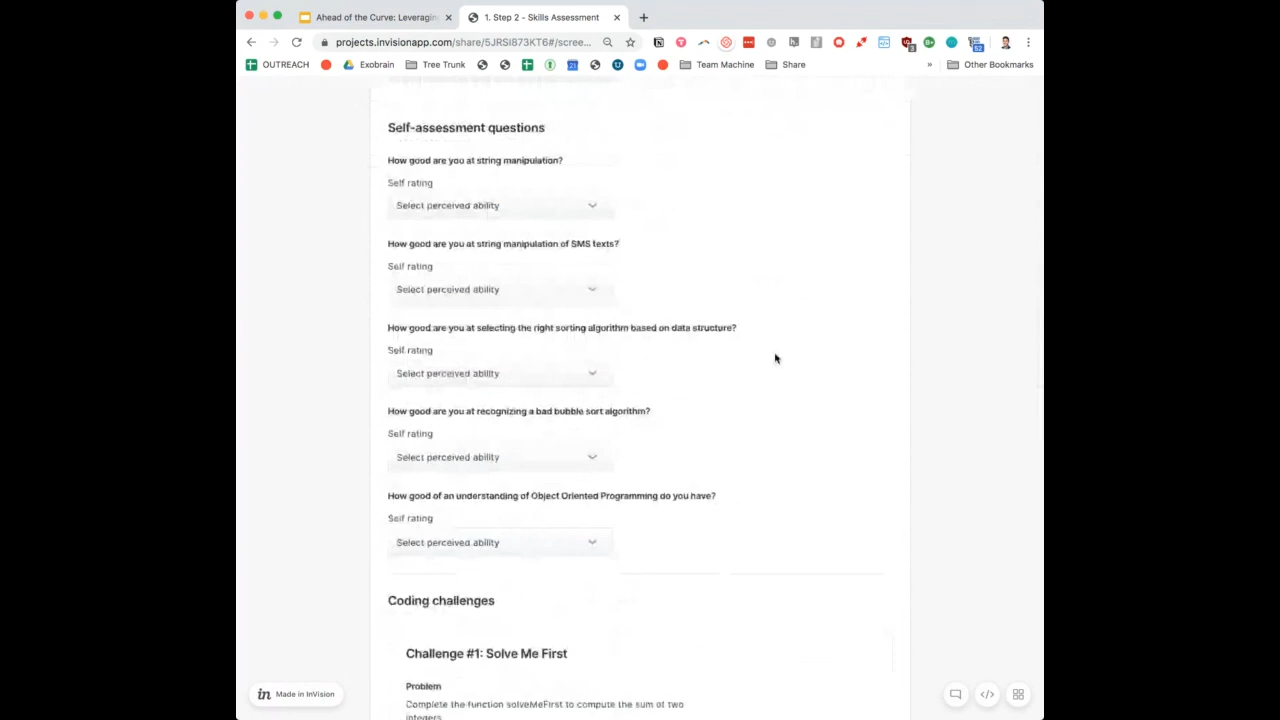 Ahead of the Curve: Leveragin
1. Step 2 - Skills Assessment
projects.invisionapp.com/share/5JRSI873KT6#/scree...
OUTREACH
Exobrain
Tree Trunk
Team Machine
Share
»
Other Bookmarks
Self-assessment questions
How good are you at string manipulation?
Self rating
Select perceived ability
How good are you at string manipulation of SMS texts?
Self rating
Select perceived ability
How good are you at selecting the right sorting algorithm based on data structure?
Self rating
Select perceived ability
How good are you at recognizing a bad bubble sort algorithm?
Self rating
Select perceived ability
How good of an understanding of Object Oriented Programming do you have?
Self rating
Select perceived ability
Coding challenges
Challenge #1: Solve Me First
Problem
Complete the function solveMeFirst to compute the sum of two
integers.
in Made in InVision